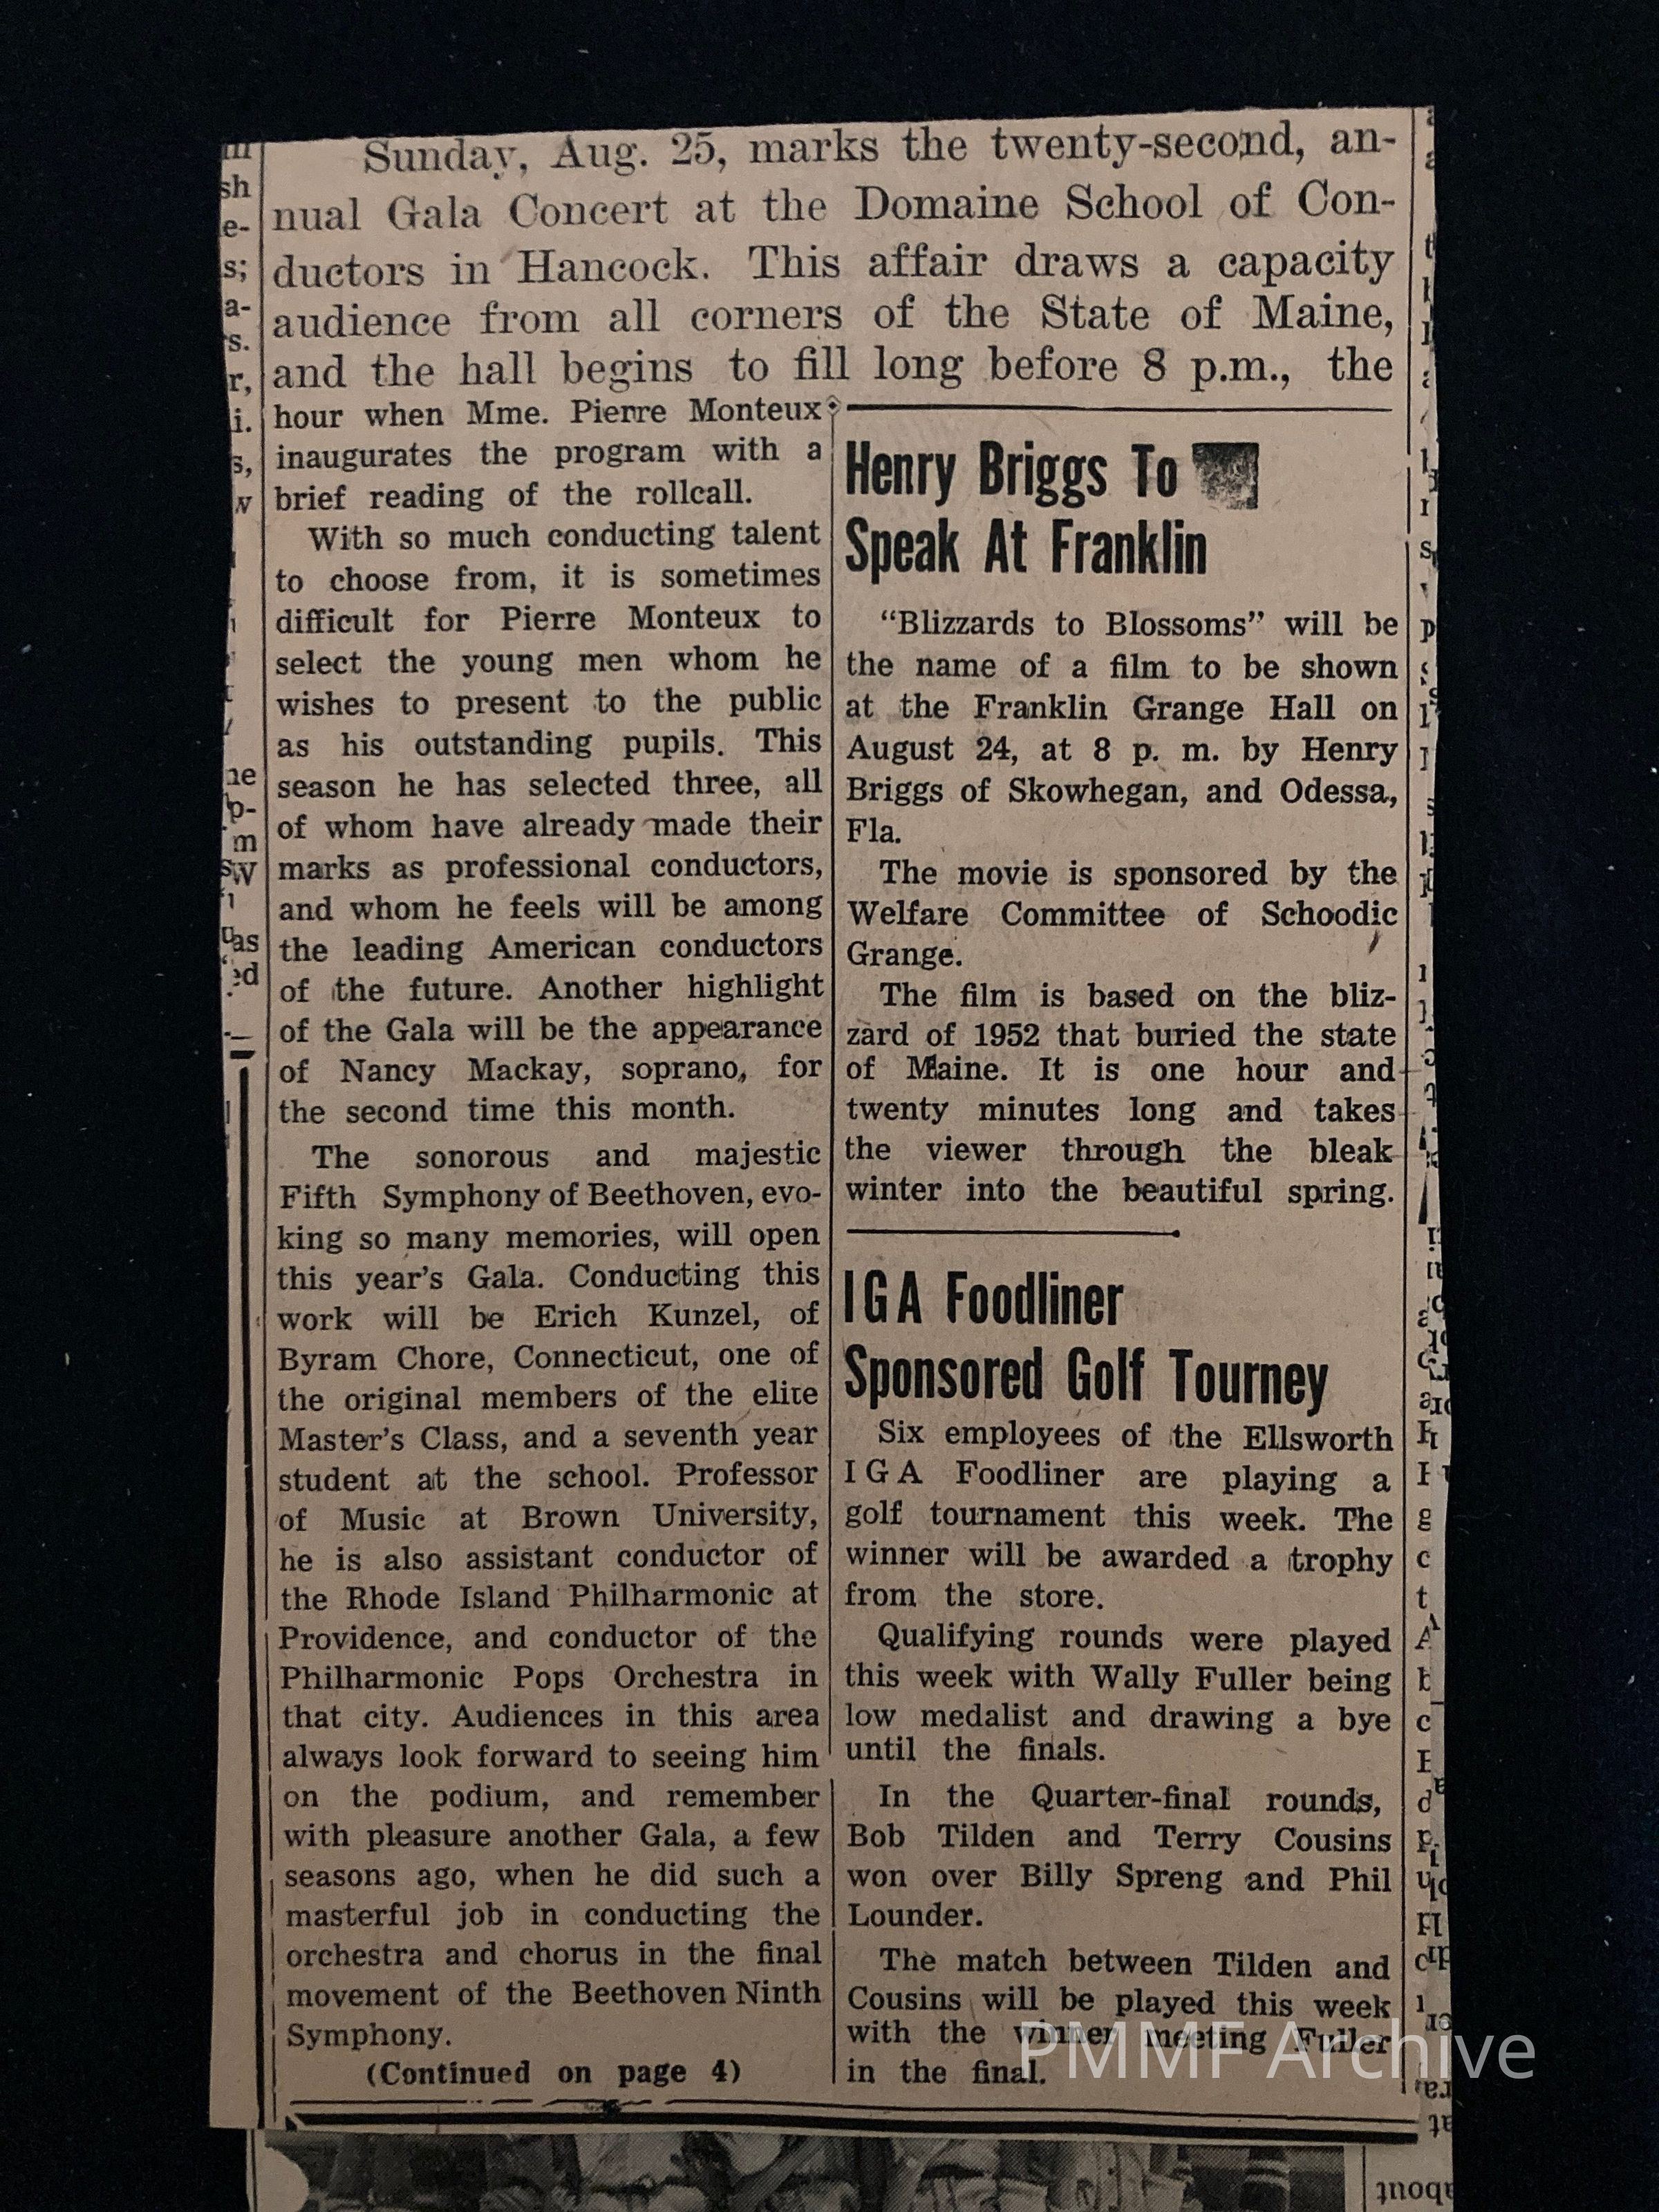 Sunday, Aug. 25, marks the twenty-second, an-
nual Gala Concert at the Domaine School of Con-
ductors in Hancock. This affair draws a capacity
audience from all corners of the State of Maine,
and the hall begins to fill long before 8 p.m., the
hour when Mme. Pierre Monteux
inaugurates the program with a
brief reading of the rollcall.
With so much conducting talent
to choose from, it is sometimes
difficult for Pierre Monteux to
select the young men whom he
wishes to present to the public
as his outstanding pupils. This
season he has selected three, all
of whom have already made their
marks as professional conductors,
and whom he feels will be among
the leading American conductors
of the future. Another highlight
of the Gala will be the appearance
of Nancy Mackay, soprano, for
the second time this month.
The sonorous and majestic
Fifth Symphony of Beethoven, evo-
king so many memories, will open
this year's Gala. Conducting this
work will be Erich Kunzel, of
Byram Chore, Connecticut, one of
the original members of the elite
Master's Class, and a seventh year
student at the school. Professor
of Music at Brown University,
he is also assistant conductor of
the Rhode Island Philharmonic at
Providence, and conductor of the
Philharmonic Pops Orchestra in
that city. Audiences in this area
always look forward to seeing him
on the podium, and remember
with pleasure another Gala, a few
seasons ago, when he did such a
masterful job in conducting the
orchestra and chorus in the final
movement of the Beethoven Ninth
Symphony.
(Continued on page 4)
Henry Briggs To
Speak At Franklin
"Blizzards to Blossoms" will be
the name of a film to be shown
at the Franklin Grange Hall on
August 24, at 8 p. m. by Henry
Briggs of Skowhegan, and Odessa,
Fla.
The movie is sponsored by the
Welfare Committee of Schoodic
Grange.
The film is based on the bliz-
zard of 1952 that buried the state
of Maine. It is one hour and
twenty minutes long and takes
the viewer through the bleak
winter into the beautiful spring.
IGA Foodliner
Sponsored Golf Tourney
Six employees of the Ellsworth
IGA Foodliner are playing a
golf tournament this week. The
winner will be awarded a trophy
from the store.
Qualifying rounds were played
this week with Wally Fuller being
low medalist and drawing a bye
until the finals.
In the Quarter-final rounds,
Bob Tilden and Terry Cousins
won over Billy Spreng and Phil
Lounder.
The match between Tilden and
Cousins will be played this week
with the winner meeting Fuller
in the final.
PMMF Archive